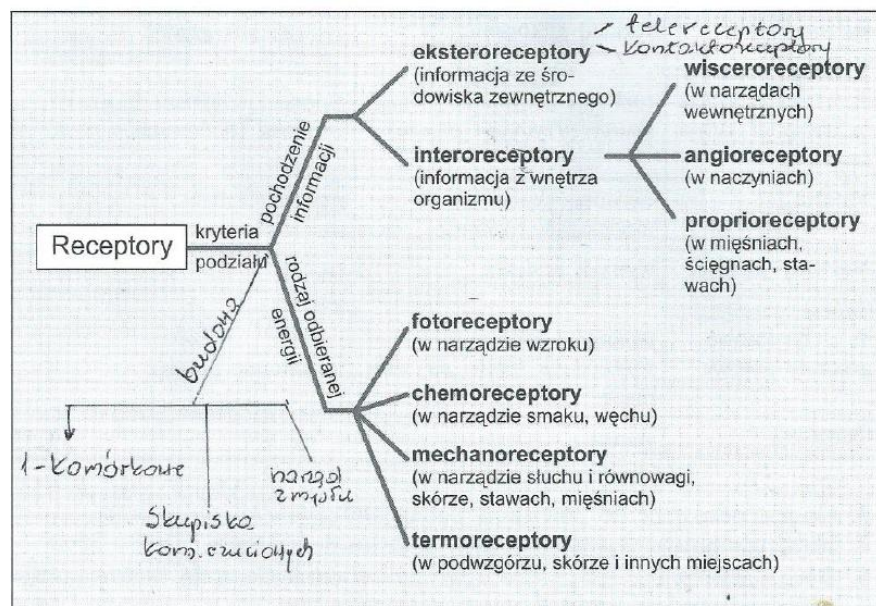 telereceptory
kontaktoreceptory
eksteroreceptory
(informacja ze śro-
dowiska zewnętrznego)
wisceroreceptory
(w narządach
wewnętrznych)
pochodzenie
informacji
interoreceptory
(informacja z wnętrza
organizmu)
angioreceptory
(w naczyniach)
proprioreceptory
(w mięśniach,
ścięgnach, sta-
wach)
Receptory
kryteria
podziału
rodzaj odbieranej
energii
budowa
fotoreceptory
(w narządzie wzroku)
chemoreceptory
(w narządzie smaku, węchu)
mechanoreceptory
(w narządzie słuchu i równowagi,
skórze, stawach, mięśniach)
termoreceptory
(w podwzgórzu, skórze i innych miejscach)
1-komórkowe
narząd
zmysłu
Skupiska
kom. czuciowych